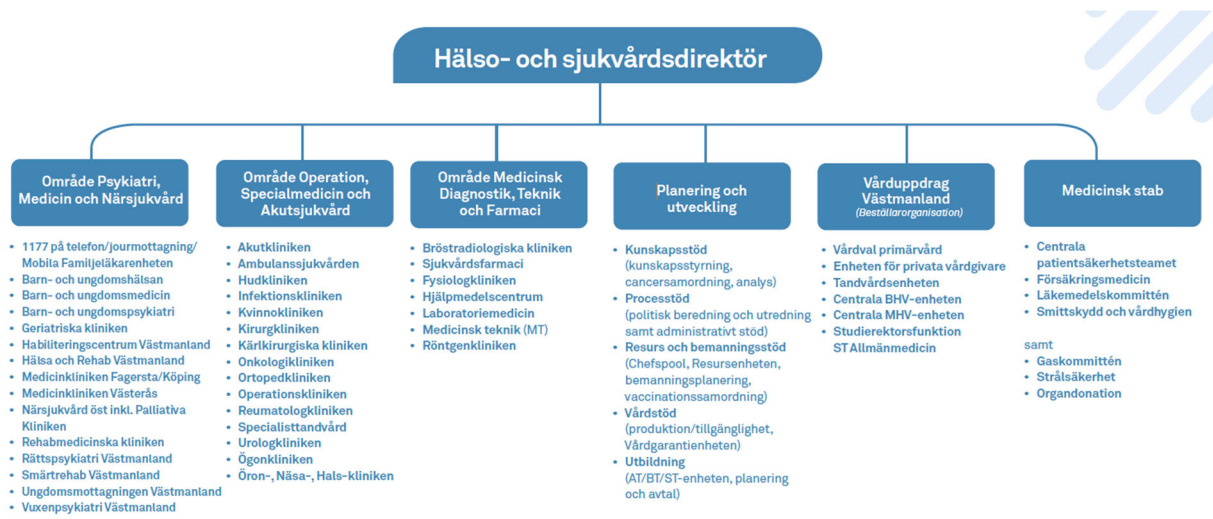 Hälso- och sjukvårdsdirektör
Område Psykiatri,
Medicin och Närsjukvård
• 1177 på telefon/jourmottagning/
Mobila Familjeläkarenheten
• Barn- och ungdomshälsan
• Barn- och ungdomsmedicin
• Barn- och ungdomspsykiatri
• Geriatriska kliniken
• Habiliteringscentrum Västmanland
• Hälsa och Rehab Västmanland
• Medicinkliniken Fagersta/Köping
• Medicinkliniken Västerås
• Närsjukvård öst inkl. Palliativa
Kliniken
• Rehabmedicinska kliniken
• Rättspsykiatri Västmanland
• Smärtrehab Västmanland
• Ungdomsmottagningen Västmanland
• Vuxenpsykiatri Västmanland
Område Operation,
Specialmedicin och
Akutsjukvård
• Akutkliniken
• Ambulanssjukvården
• Hudkliniken
• Infektionskliniken
• Kvinnokliniken
• Kirurgkliniken
• Kärlkirurgiska kliniken
• Onkologikliniken
• Ortopedkliniken
• Operationskliniken
• Reumatologkliniken
• Specialisttandvård
• Urologkliniken
• Ögonkliniken
• Öron-, Näsa-, Hals-kliniken
Område Medicinsk
Diagnostik, Teknik
och Farmaci
• Bröstradiologiska kliniken
• Sjukvårdsfarmaci
• Fysiologkliniken
• Hjälpmedelscentrum
• Laboratoriemedicin
• Medicinsk teknik (MT)
• Röntgenkliniken
Planering och
utveckling
• Kunskapsstöd
(kunskapsstyrning,
cancersamordning, analys)
• Processtöd
(politisk beredning och utredning
samt administrativt stöd)
• Resurs och bemanningsstöd
(Chefspool, Resursenheten,
bemanningsplanering,
vaccinationssamordning)
• Vårdstöd
(produktion/tillgänglighet,
Vårdgarantienheten)
• Utbildning
(AT/BT/ST-enheten, planering
och avtal)
Vårduppdrag
Västmanland
(Beställarorganisation)
• Vårdval primärvård
• Enheten för privata vårdgivare
• Tandvårdsenheten
• Centrala BHV-enheten
• Centrala MHV-enheten
• Studierektorsfunktion
ST Allmänmedicin
Medicinsk stab
• Centrala
patientsäkerhetsteamet
• Försäkringsmedicin
• Läkemedelskommittén
• Smittskydd och vårdhygien
samt
• Gaskommittén
• Strålsäkerhet
• Organdonation